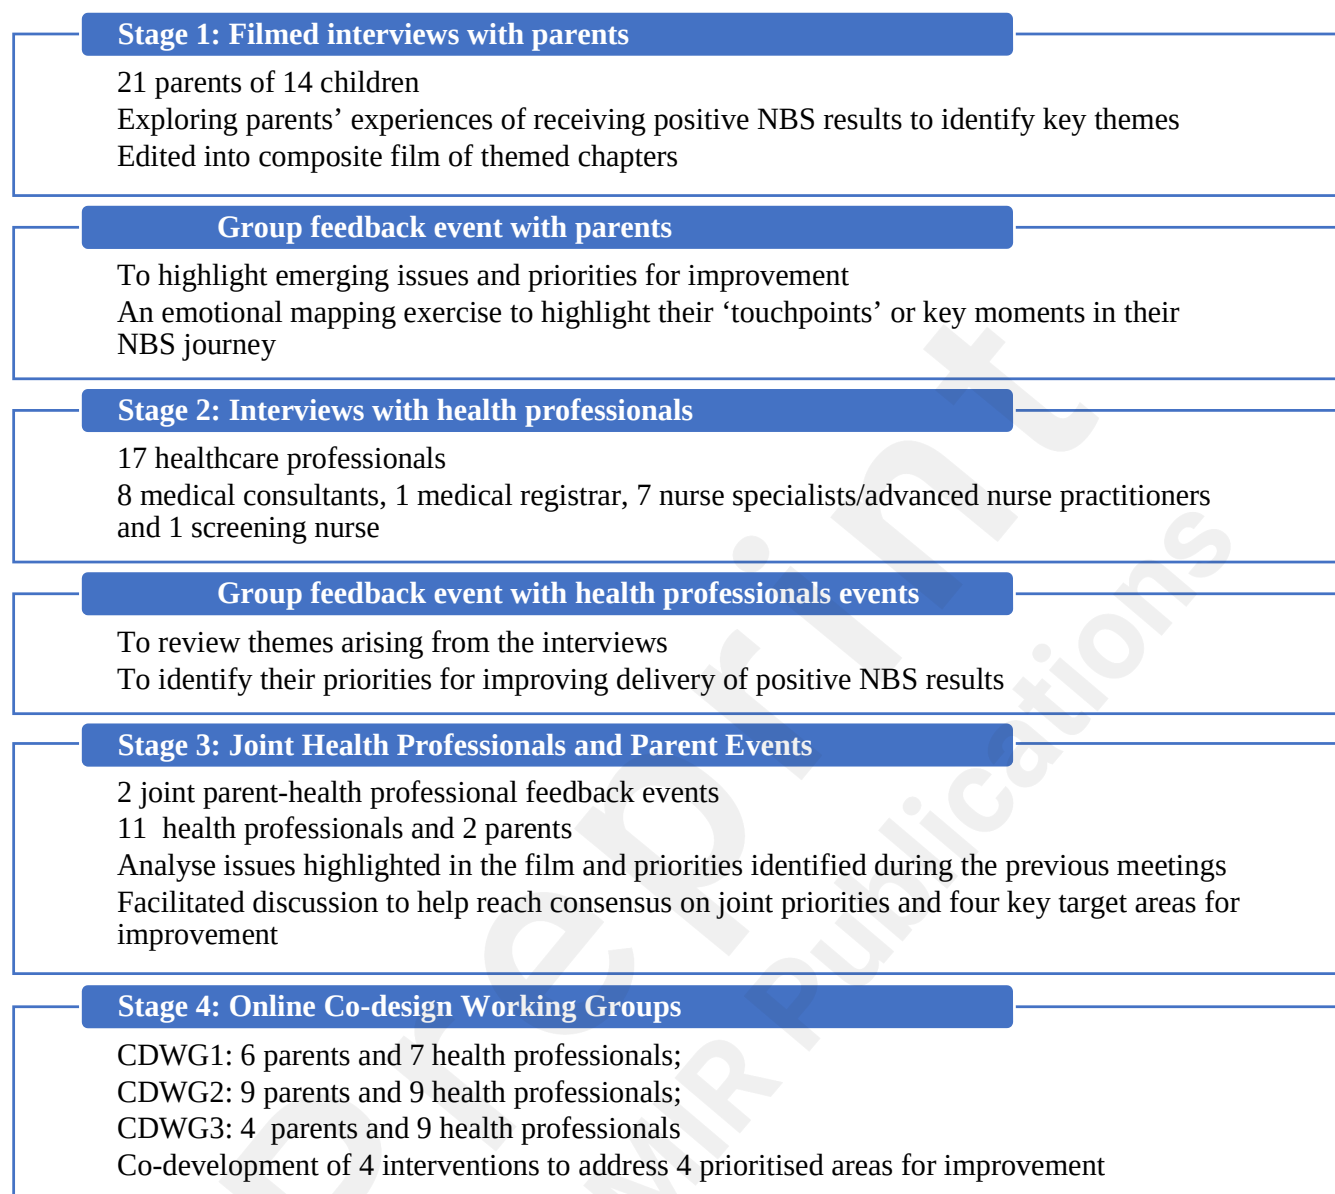 Stage 1: Filmed interviews with parents
21 parents of 14 children
Exploring parents’ experiences of receiving positive NBS results to identify key themes
Edited into composite film of themed chapters
Group feedback event with parents
To highlight emerging issues and priorities for improvement
An emotional mapping exercise to highlight their ‘touchpoints’ or key moments in their
NBS journey
Stage 2: Interviews with health professionals
17 healthcare professionals
8 medical consultants, 1 medical registrar, 7 nurse specialists/advanced nurse practitioners
and 1 screening nurse
Group feedback event with health professionals events
To review themes arising from the interviews
To identify their priorities for improving delivery of positive NBS results
Stage 3: Joint Health Professionals and Parent Events
2 joint parent-health professional feedback events
11  health professionals and 2 parents
Analyse issues highlighted in the film and priorities identified during the previous meetings
Facilitated discussion to help reach consensus on joint priorities and four key target areas for
improvement
Stage 4: Online Co-design Working Groups
CDWG1: 6 parents and 7 health professionals;
CDWG2: 9 parents and 9 health professionals;
CDWG3: 4  parents and 9 health professionals
Co-development of 4 interventions to address 4 prioritised areas for improvement
Preprint
MIR Publications